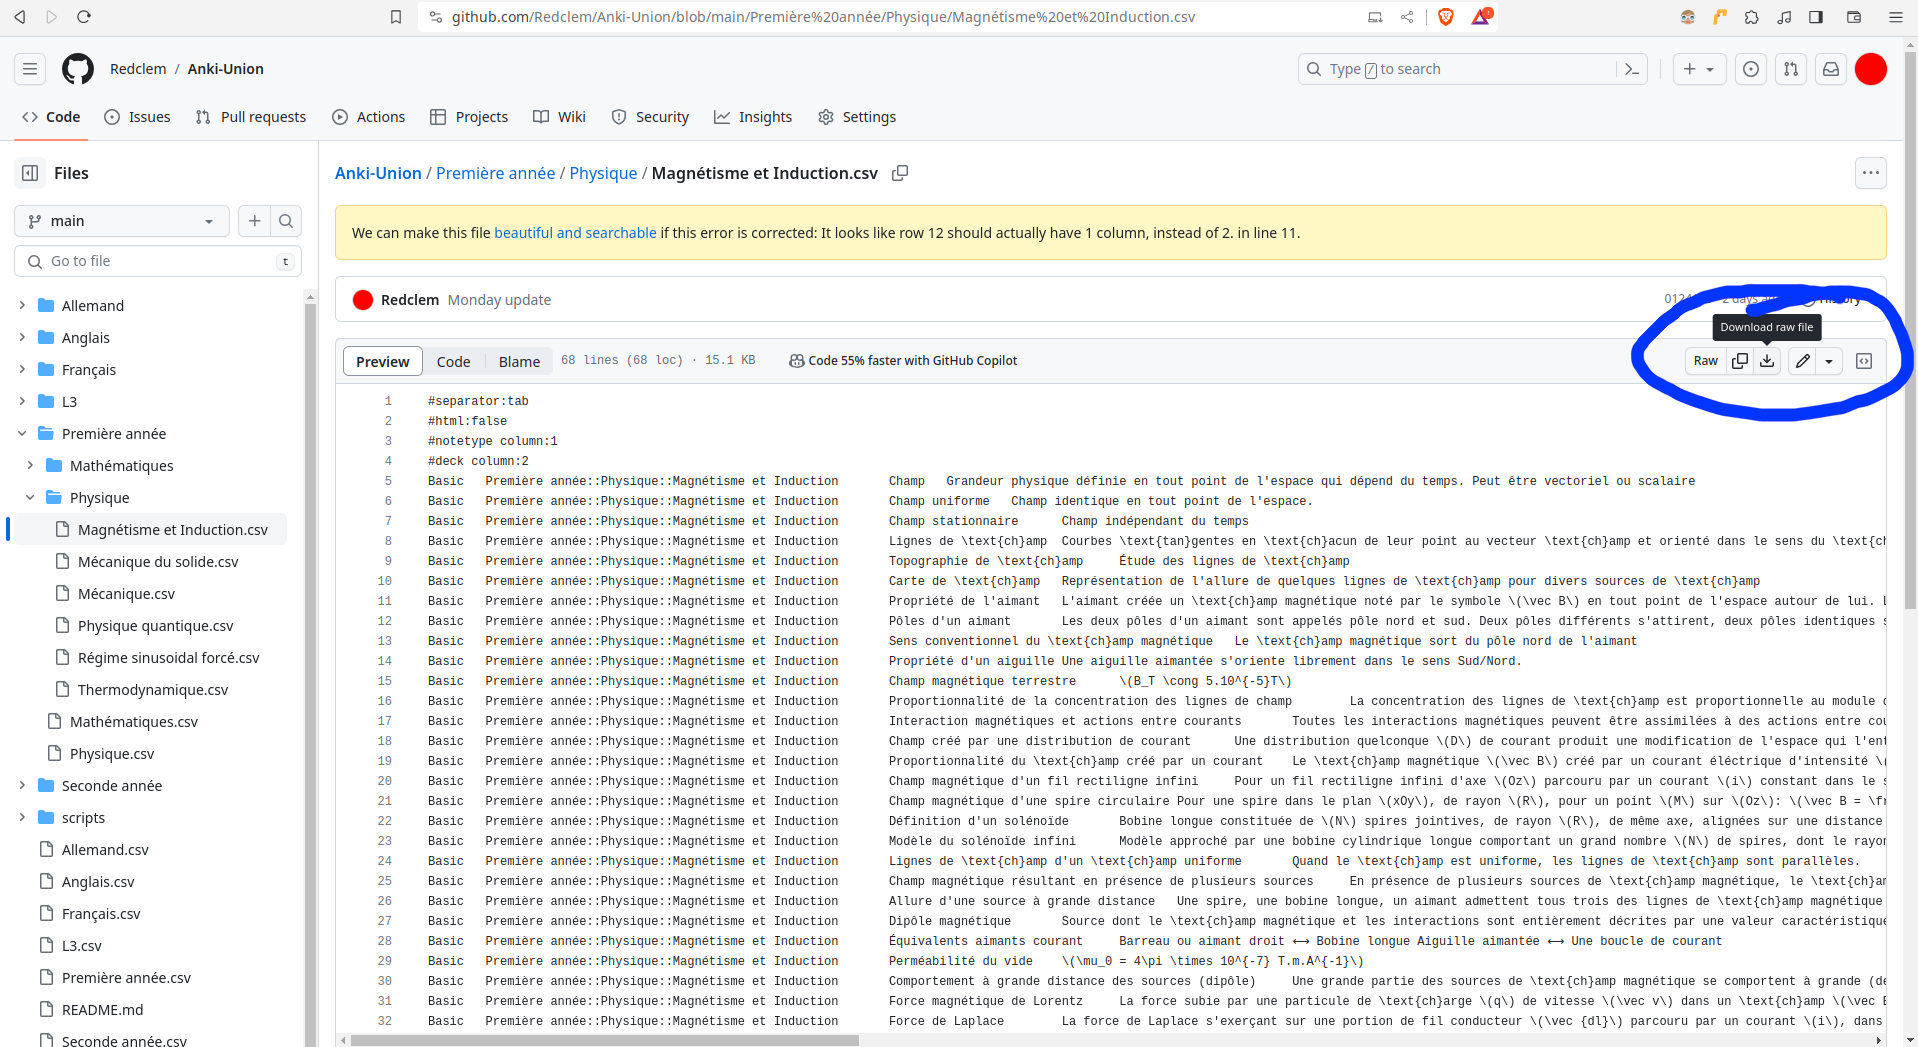 github.com/Redclem/Anki-Union/blob/main/Première%20année/Physique/Magnétisme%20et%20Induction.csv
Redclem / Anki-Union
Type / to search
Code Issues Pull requests Actions Projects Wiki Security Insights Settings
Files
main
Go to file t
Allemand
Anglais
Français
L3
Première année
Mathématiques
Physique
Magnétisme et Induction.csv
Mécanique du solide.csv
Mécanique.csv
Physique quantique.csv
Régime sinusoidal forcé.csv
Thermodynamique.csv
Mathématiques.csv
Physique.csv
Seconde année
scripts
Allemand.csv
Anglais.csv
Français.csv
L3.csv
Première année.csv
README.md
Seconde année.csv
Anki-Union / Première année / Physique / Magnétisme et Induction.csv
We can make this file beautiful and searchable if this error is corrected: It looks like row 12 should actually have 1 column, instead of 2. in line 11.
Redclem Monday update
2 days History
Download raw file
Preview Code Blame 68 lines (68 loc) · 15.1 KB Code 55% faster with GitHub Copilot Raw
1 #separator:tab
2 #html:false
3 #notetype column:1
4 #deck column:2
5 Basic Première année::Physique::Magnétisme et Induction Champ Grandeur physique définie en tout point de l'espace qui dépend du temps. Peut être vectoriel ou scalaire
6 Basic Première année::Physique::Magnétisme et Induction Champ uniforme Champ identique en tout point de l'espace.
7 Basic Première année::Physique::Magnétisme et Induction Champ stationnaire Champ indépendant du temps
8 Basic Première année::Physique::Magnétisme et Induction Lignes de \text{ch}amp Courbes \text{tan}gentes en \text{ch}acun de leur point au vecteur \text{ch}amp et orienté dans le sens du \text{c
9 Basic Première année::Physique::Magnétisme et Induction Topographie de \text{ch}amp Étude des lignes de \text{ch}amp
10 Basic Première année::Physique::Magnétisme et Induction Carte de \text{ch}amp Représentation de l'allure de quelques lignes de \text{ch}amp pour divers sources de \text{ch}amp
11 Basic Première année::Physique::Magnétisme et Induction Propriété de l'aimant L'aimant créée un \text{ch}amp magnétique noté par le symbole \(\vec B\) en tout point de l'espace autour de lui.
12 Basic Première année::Physique::Magnétisme et Induction Pôles d'un aimant Les deux pôles d'un aimant sont appelés pôle nord et sud. Deux pôles différents s'attirent, deux pôles identiques s
13 Basic Première année::Physique::Magnétisme et Induction Sens conventionnel du \text{ch}amp magnétique Le \text{ch}amp magnétique sort du pôle nord de l'aimant
14 Basic Première année::Physique::Magnétisme et Induction Propriété d'un aiguille Une aiguille aimantée s'oriente librement dans le sens Sud/Nord.
15 Basic Première année::Physique::Magnétisme et Induction Champ magnétique terrestre \(B_T \cong 5.10^{-5}T\)
16 Basic Première année::Physique::Magnétisme et Induction Proportionnalité de la concentration des lignes de champ La concentration des lignes de \text{ch}amp est proportionnelle au module
17 Basic Première année::Physique::Magnétisme et Induction Interaction magnétiques et actions entre courants Toutes les interactions magnétiques peuvent être assimilées à des actions entre cou
18 Basic Première année::Physique::Magnétisme et Induction Champ créé par une distribution de courant Une distribution quelconque \(D\) de courant produit une modification de l'espace qui l'ent
19 Basic Première année::Physique::Magnétisme et Induction Proportionnalité du \text{ch}amp créé par un courant Le \text{ch}amp magnétique \(\vec B\) créé par un courant éléctrique d'intensité \(
20 Basic Première année::Physique::Magnétisme et Induction Champ magnétique d'un fil rectiligne infini Pour un fil rectiligne infini d'axe \(Oz\) parcouru par un courant \(i\) constant dans le s
21 Basic Première année::Physique::Magnétisme et Induction Champ magnétique d'une spire circulaire Pour une spire dans le plan \(xOy\), de rayon \(R\), pour un point \(M\) sur \(Oz\): \(\vec B = \fr
22 Basic Première année::Physique::Magnétisme et Induction Définition d'un solénoïde Bobine longue constituée de \(N\) spires jointives, de rayon \(R\), de même axe, alignées sur une distance
23 Basic Première année::Physique::Magnétisme et Induction Modèle du solénoïde infini Modèle approché par une bobine cylindrique longue comportant un grand nombre \(N\) de spires, dont le rayon
24 Basic Première année::Physique::Magnétisme et Induction Lignes de \text{ch}amp d'un \text{ch}amp uniforme Quand le \text{ch}amp est uniforme, les lignes de \text{ch}amp sont parallèles.
25 Basic Première année::Physique::Magnétisme et Induction Champ magnétique résultant en présence de plusieurs sources En présence de plusieurs sources de \text{ch}amp magnétique, le \text{ch}am
26 Basic Première année::Physique::Magnétisme et Induction Allure d'une source à grande distance Une spire, une bobine longue, un aimant admettent tous trois des lignes de \text{ch}amp magnétique
27 Basic Première année::Physique::Magnétisme et Induction Dipôle magnétique Source dont le \text{ch}amp magnétique et les interactions sont entièrement décrites par une valeur caractéristique
28 Basic Première année::Physique::Magnétisme et Induction Équivalents aimants courant Barreau ou aimant droit ⟷ Bobine longue Aiguille aimantée ⟷ Une boucle de courant
29 Basic Première année::Physique::Magnétisme et Induction Perméabilité du vide \(\mu_0 = 4\pi \times 10^{-7} T.m.A^{-1}\)
30 Basic Première année::Physique::Magnétisme et Induction Comportement à grande distance des sources (dipôle) Une grande partie des sources de \text{ch}amp magnétique se comportent à grande (de
31 Basic Première année::Physique::Magnétisme et Induction Force magnétique de Lorentz La force subie par une particule de \text{ch}arge \(q\) de vitesse \(\vec v\) dans un \text{ch}amp \(\vec B
32 Basic Première année::Physique::Magnétisme et Induction Force de Laplace La force de Laplace s'exerçant sur une portion de fil conducteur \(\vec {dl}\) parcouru par un courant \(i\), dans